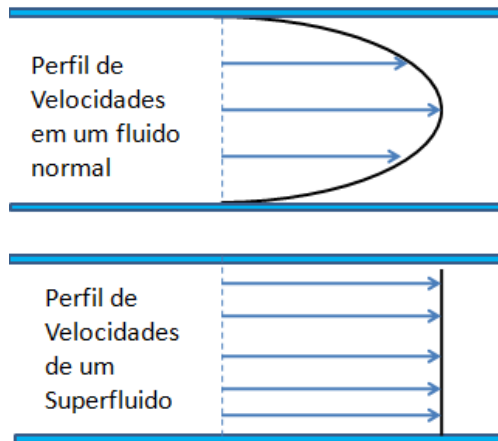 Perfil de
Velocidades
em um fluido
normal
Perfil de
Velocidades
de um
Superfluido